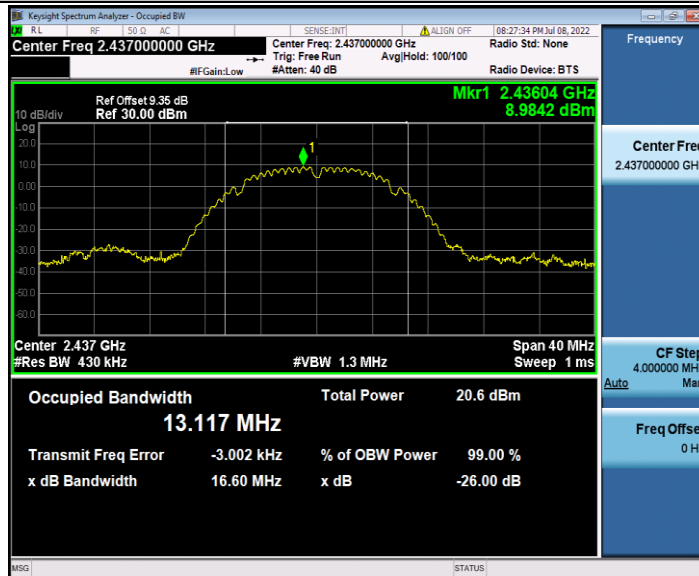 Keysight Spectrum Analyzer - Occupied BW
RL RF 50 Ω AC SENSE:INT ALIGN OFF 08:27:34 PM Jul 08, 2022
Center Freq 2.437000000 GHz
Center Freq: 2.437000000 GHz
Radio Std: None
Trig: Free Run Avg|Hold: 100/100
#IFGain:Low #Atten: 40 dB Radio Device: BTS
Ref Offset 9.35 dB
10 dB/div Ref 30.00 dBm
Mkr1 2.43604 GHz
8.9842 dBm
Log
20.0
10.0
0.00
-10.0
-20.0
-30.0
-40.0
-50.0
-60.0
1
Center 2.437 GHz Span 40 MHz
#Res BW 430 kHz #VBW 1.3 MHz Sweep 1 ms
Occupied Bandwidth Total Power 20.6 dBm
13.117 MHz
Transmit Freq Error -3.002 kHz % of OBW Power 99.00 %
x dB Bandwidth 16.60 MHz x dB -26.00 dB
MSG STATUS
Frequency
Center Fre
2.437000000 GH
CF Step
4.000000 MH
Auto Ma
Freq Offse
0 H